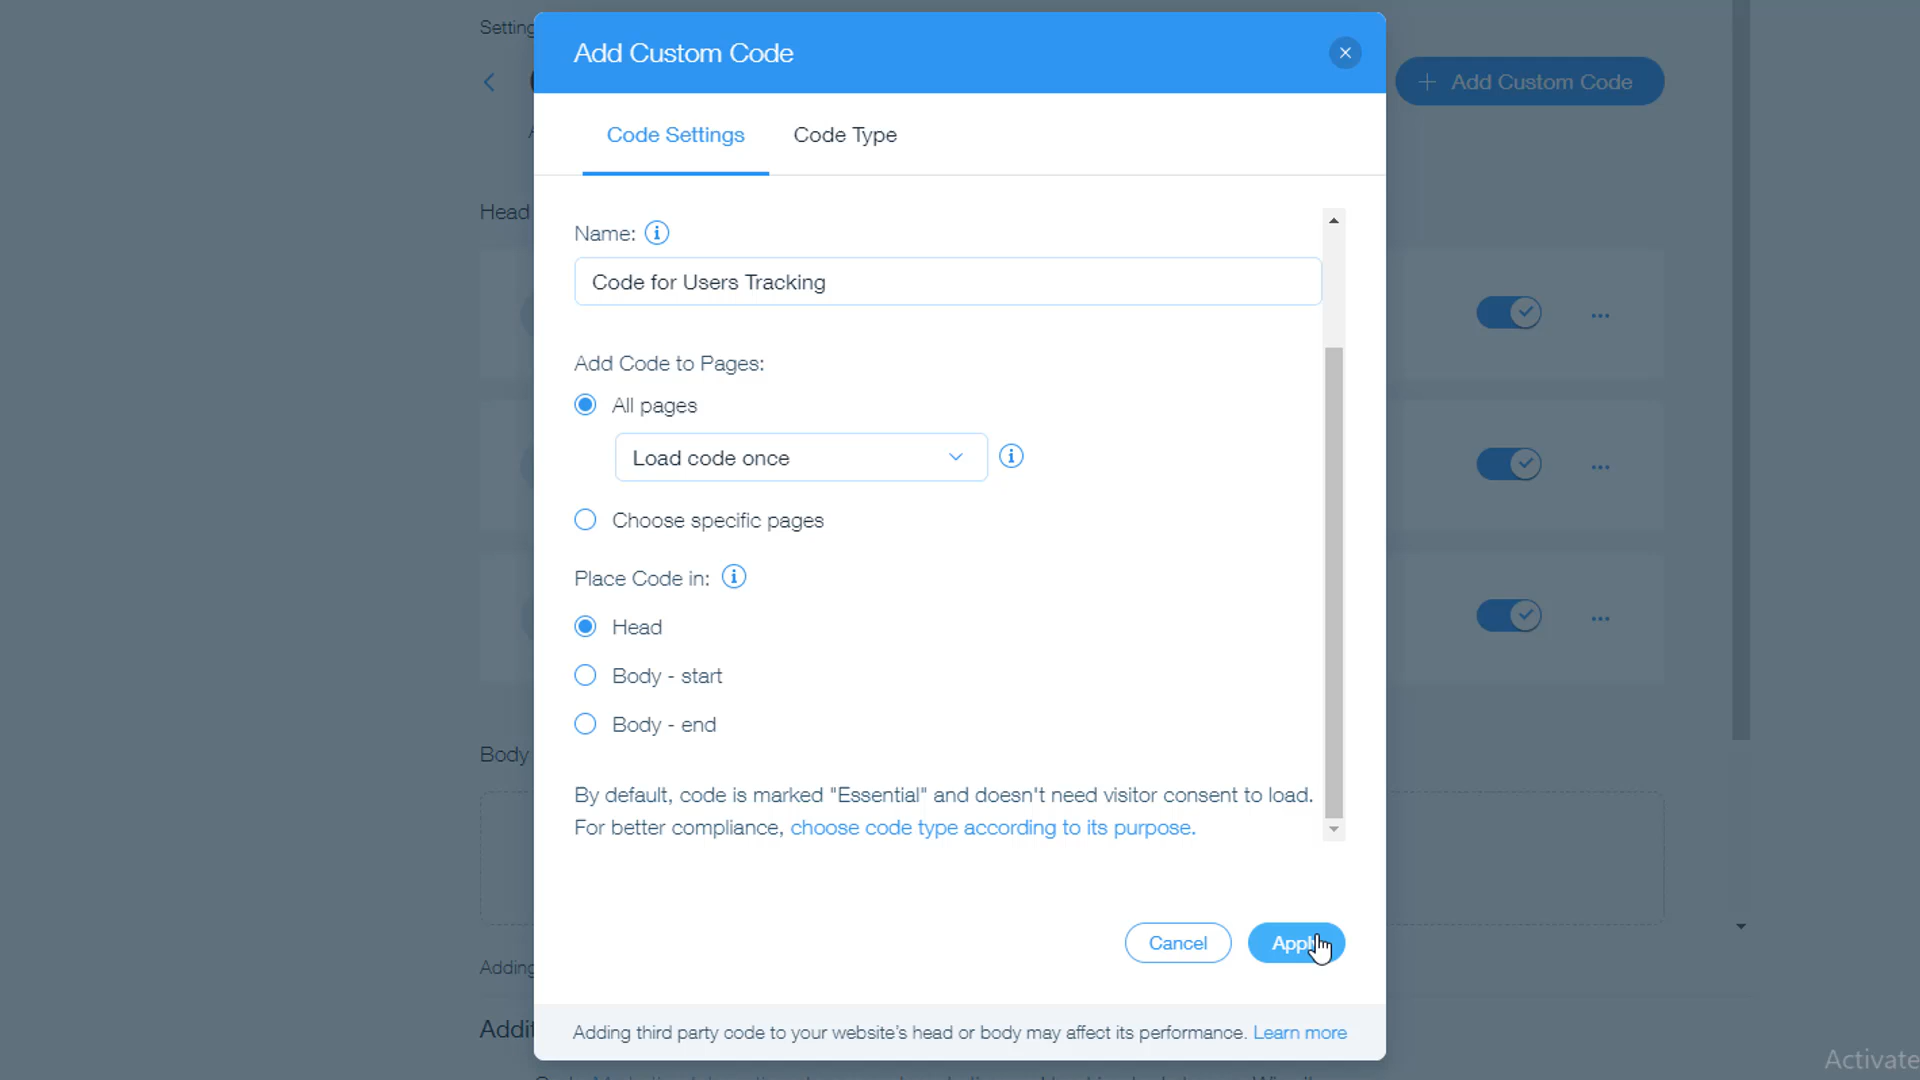 Setting
Add Custom Code
Add Custom Code
Code Settings
Code Type
Head
Name:
Code for Users Tracking
Add Code to Pages:
All pages
Load code once
Choose specific pages
Place Code in:
Head
Body - start
Body - end
Body
By default, code is marked "Essential" and doesn't need visitor consent to load.
For better compliance, choose code type according to its purpose.
Cancel
Apply
Adding
Addit
Adding third party code to your website's head or body may affect its performance. Learn more
Activate